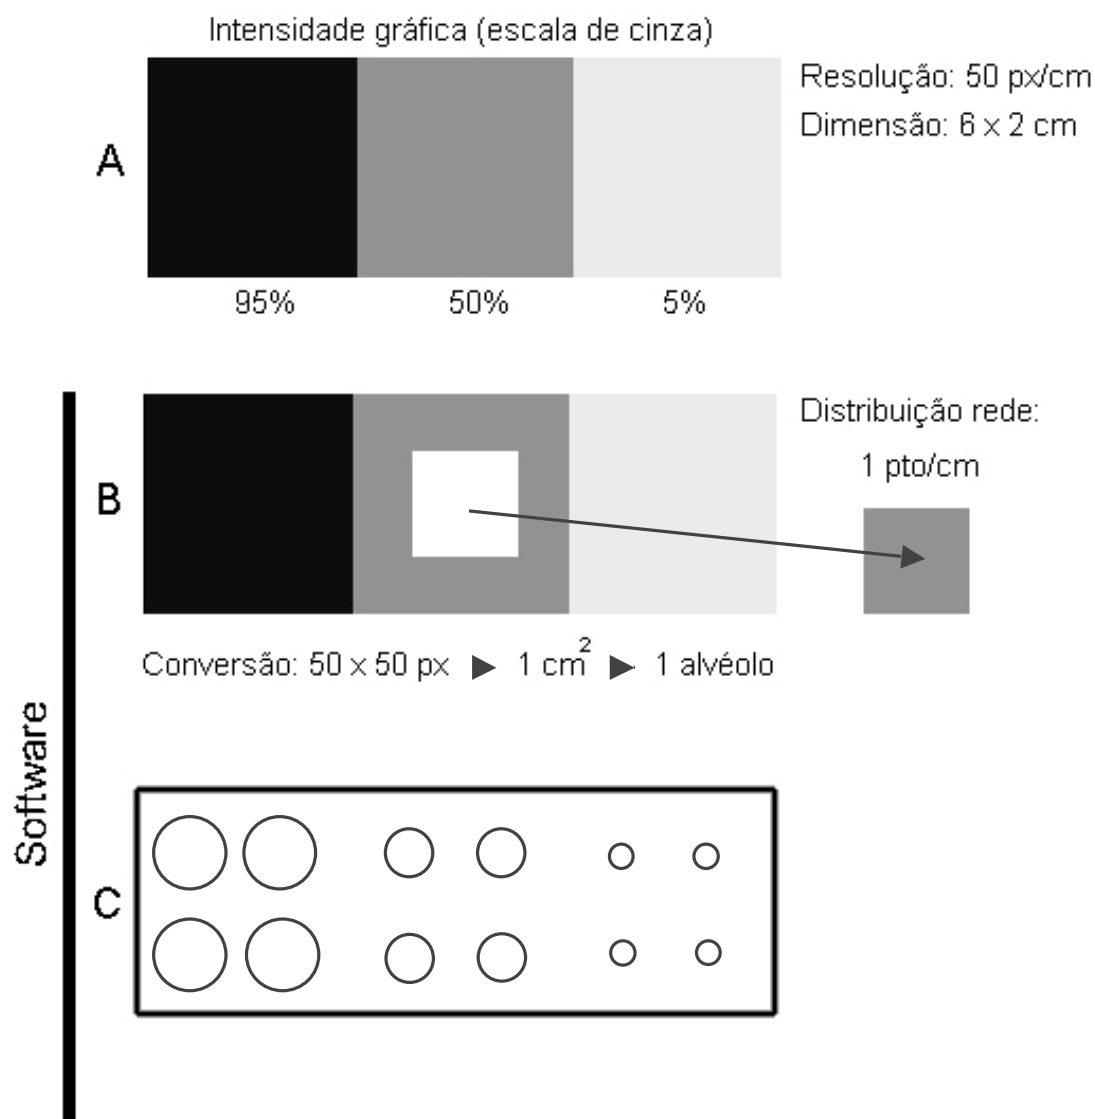 Intensidade gráfica (escala de cinza)
Resolução: 50 px/cm
Dimensão: 6 x 2 cm
A
95%
50%
5%
Distribuição rede:
1 pto/cm
B
Conversão: 50 x 50 px ► 1 cm² ► 1 alvéolo
Software
C